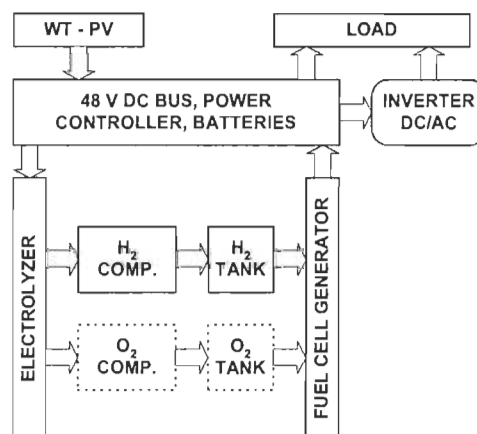 WT - PV
LOAD
48 V DC BUS, POWER
CONTROLLER, BATTERIES
INVERTER
DC/AC
ELECTROLYZER
H₂
COMP.
H₂
TANK
O₂
COMP.
O₂
TANK
FUEL CELL GENERATOR